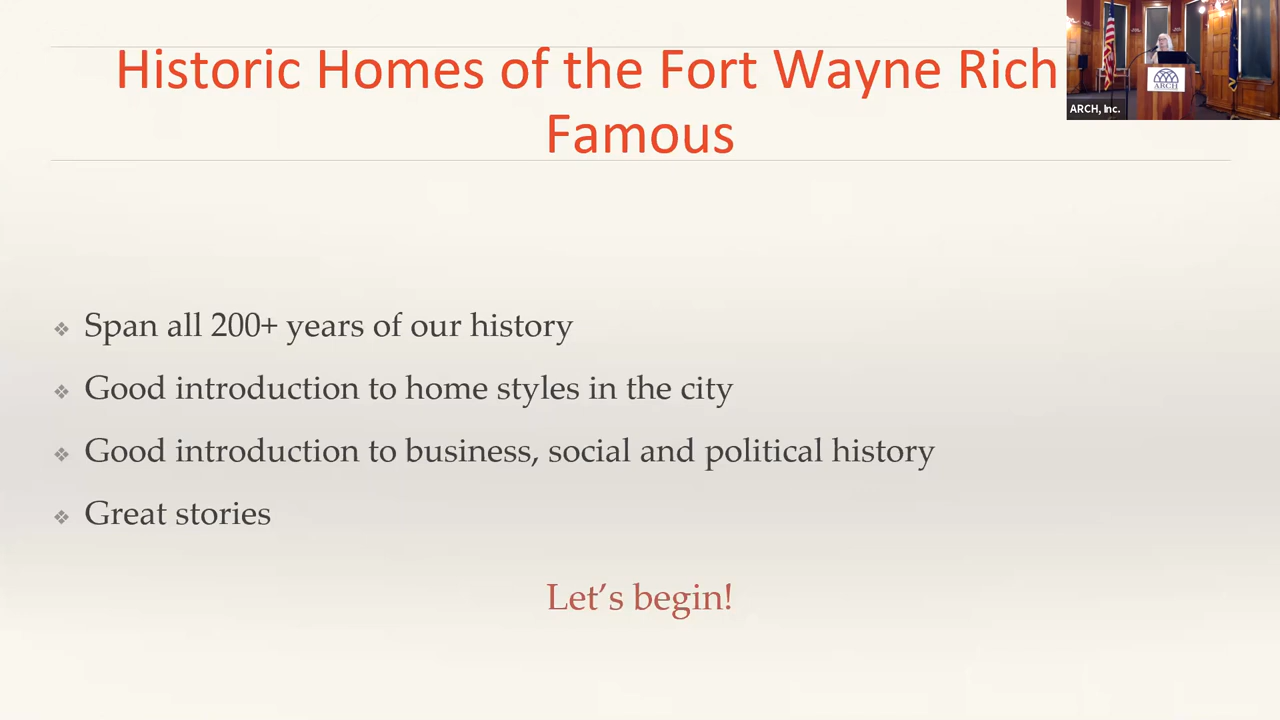 Historic Homes of the Fort Wayne Rich
Famous
ARCH, Inc.
ARCH
Span all 200+ years of our history
Good introduction to home styles in the city
Good introduction to business, social and political history
Great stories
Let’s begin!